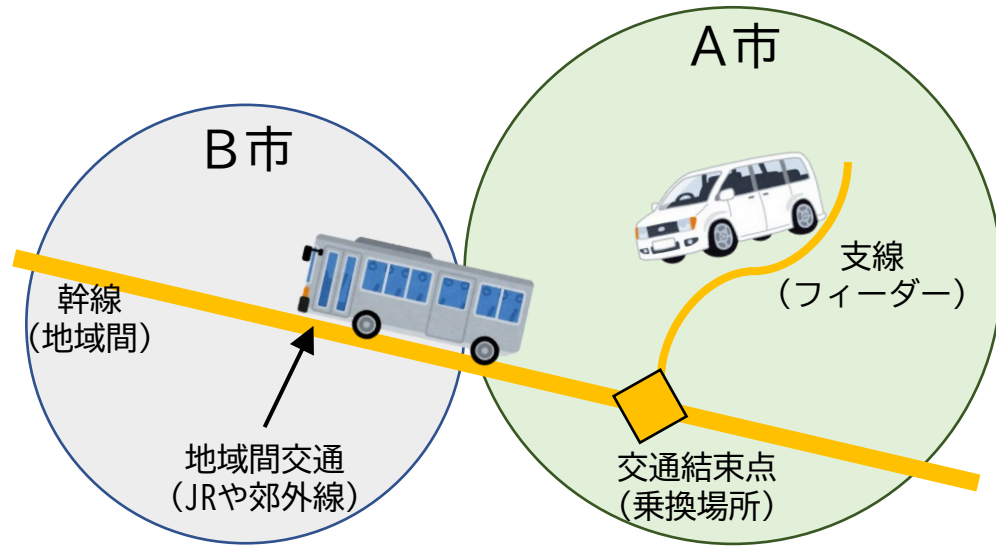 A市
B市
支線
（フィーダー）
幹線
（地域間）
地域間交通
（JRや郊外線）
交通結束点
（乗換場所）